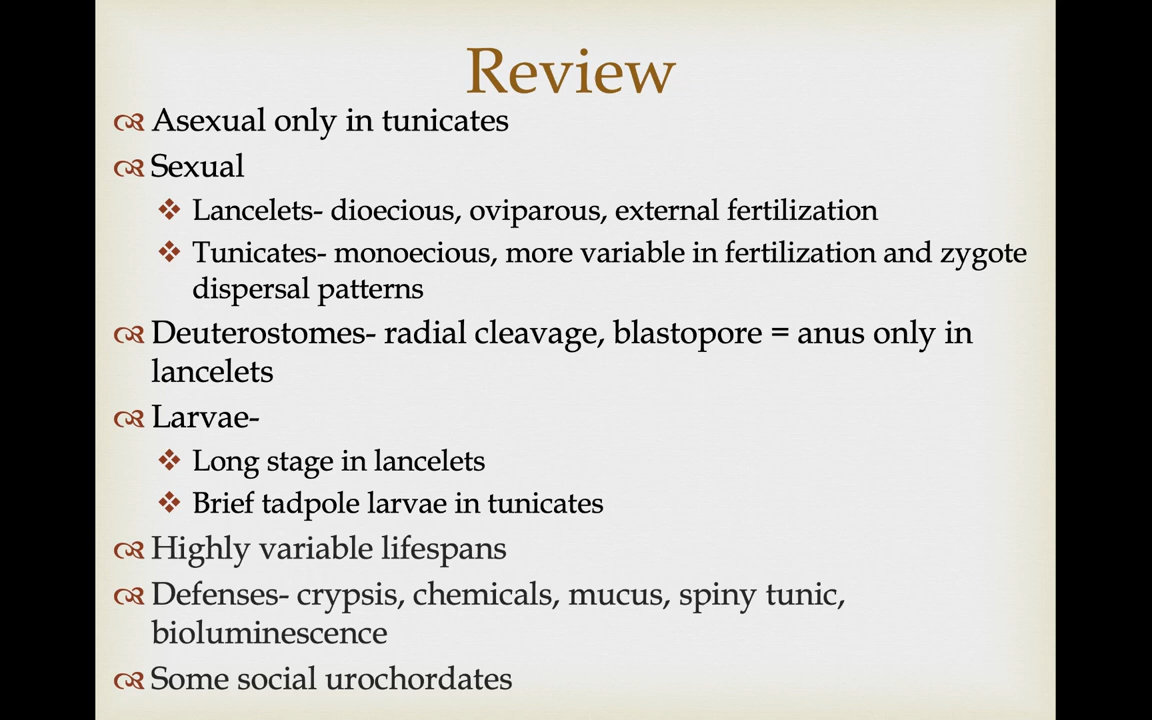 Review
Asexual only in tunicates
Sexual
Lancelets- dioecious, oviparous, external fertilization
Tunicates- monoecious, more variable in fertilization and zygote
dispersal patterns
Deuterostomes- radial cleavage, blastopore = anus only in
lancelets
Larvae-
Long stage in lancelets
Brief tadpole larvae in tunicates
Highly variable lifespans
Defenses- crypsis, chemicals, mucus, spiny tunic,
bioluminescence
Some social urochordates